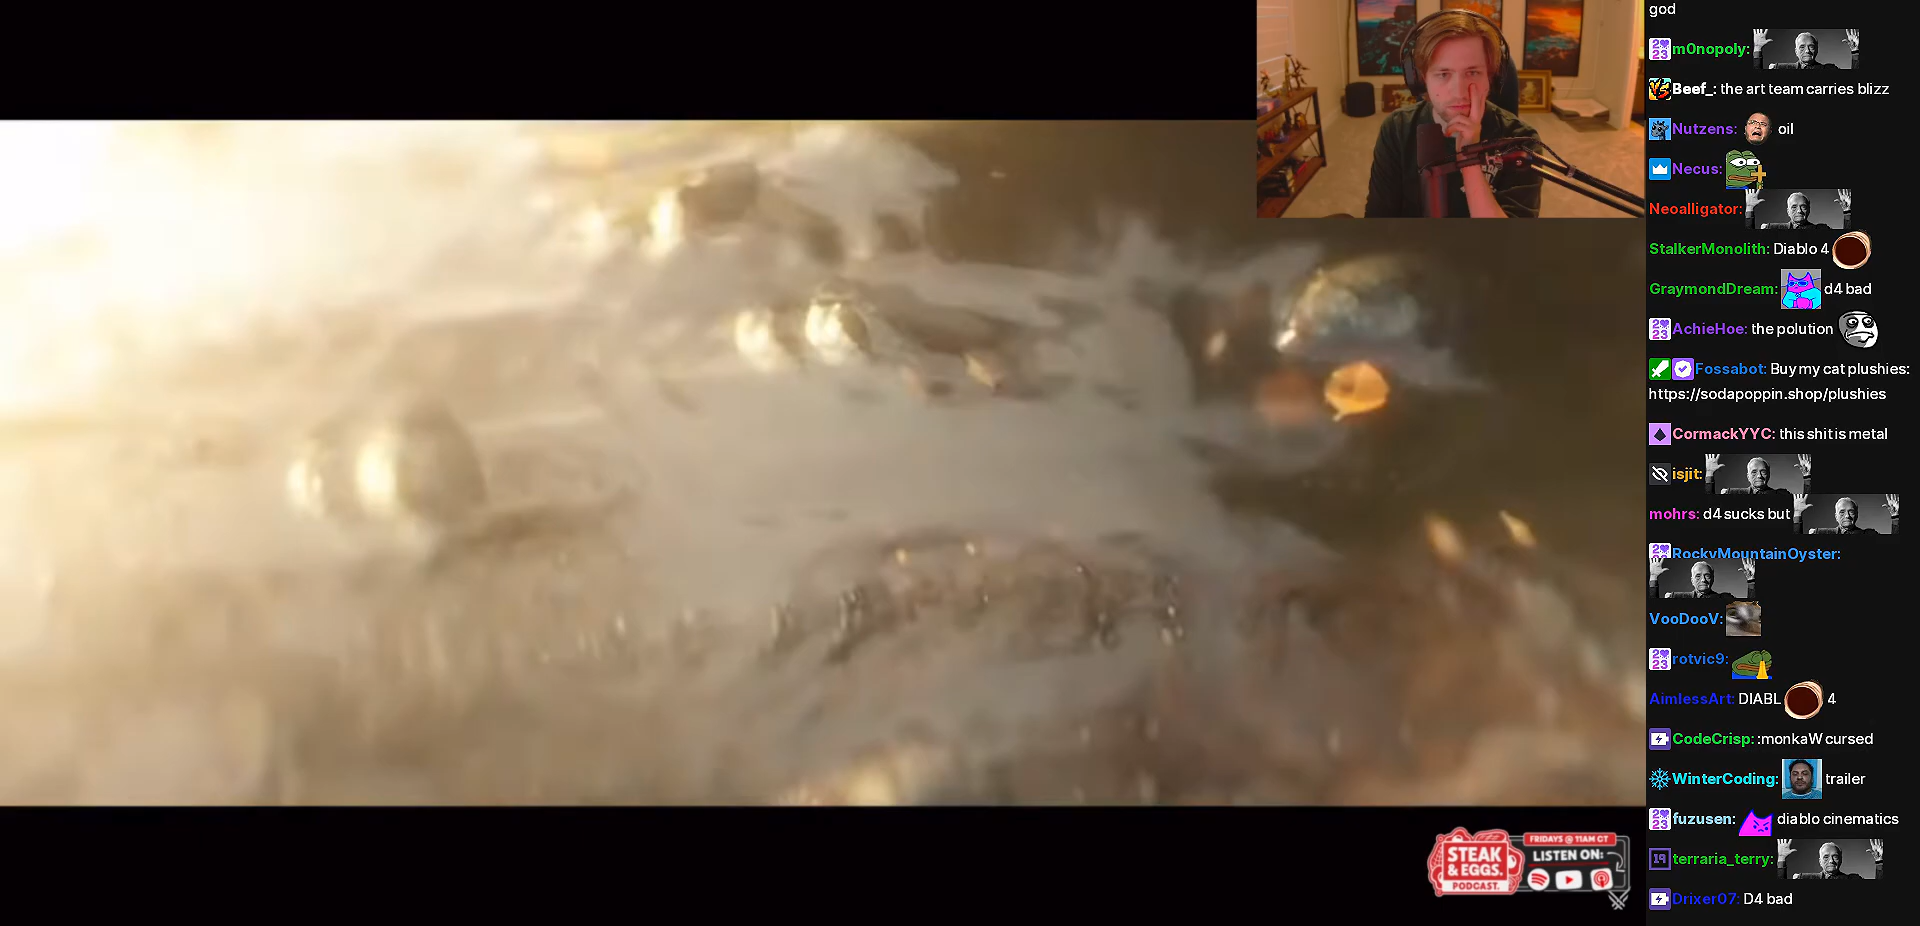 god
m0nopoly:
Beef_: the art team carries blizz
Nutzens: oil
Necus:
Neoalligator:
StalkerMonolith: Diablo 4
GraymondDream: d4 bad
AchieHoe: the polution
Fossabot: Buy my cat plushies:
https://sodapoppin.shop/plushies
CormackYYC: this shit is metal
isjit:
mohrs: d4 sucks but
RockyMountainOyster:
VooDooV:
rotvic9:
AimlessArt: DIABL 4
CodeCrisp: :monkaW cursed
WinterCoding: trailer
fuzusen: diablo cinematics
terraria_terry:
Drixer07: D4 bad
FRIDAYS @ 11AM CT
STEAK
& EGGS.
PODCAST.
LISTEN ON: